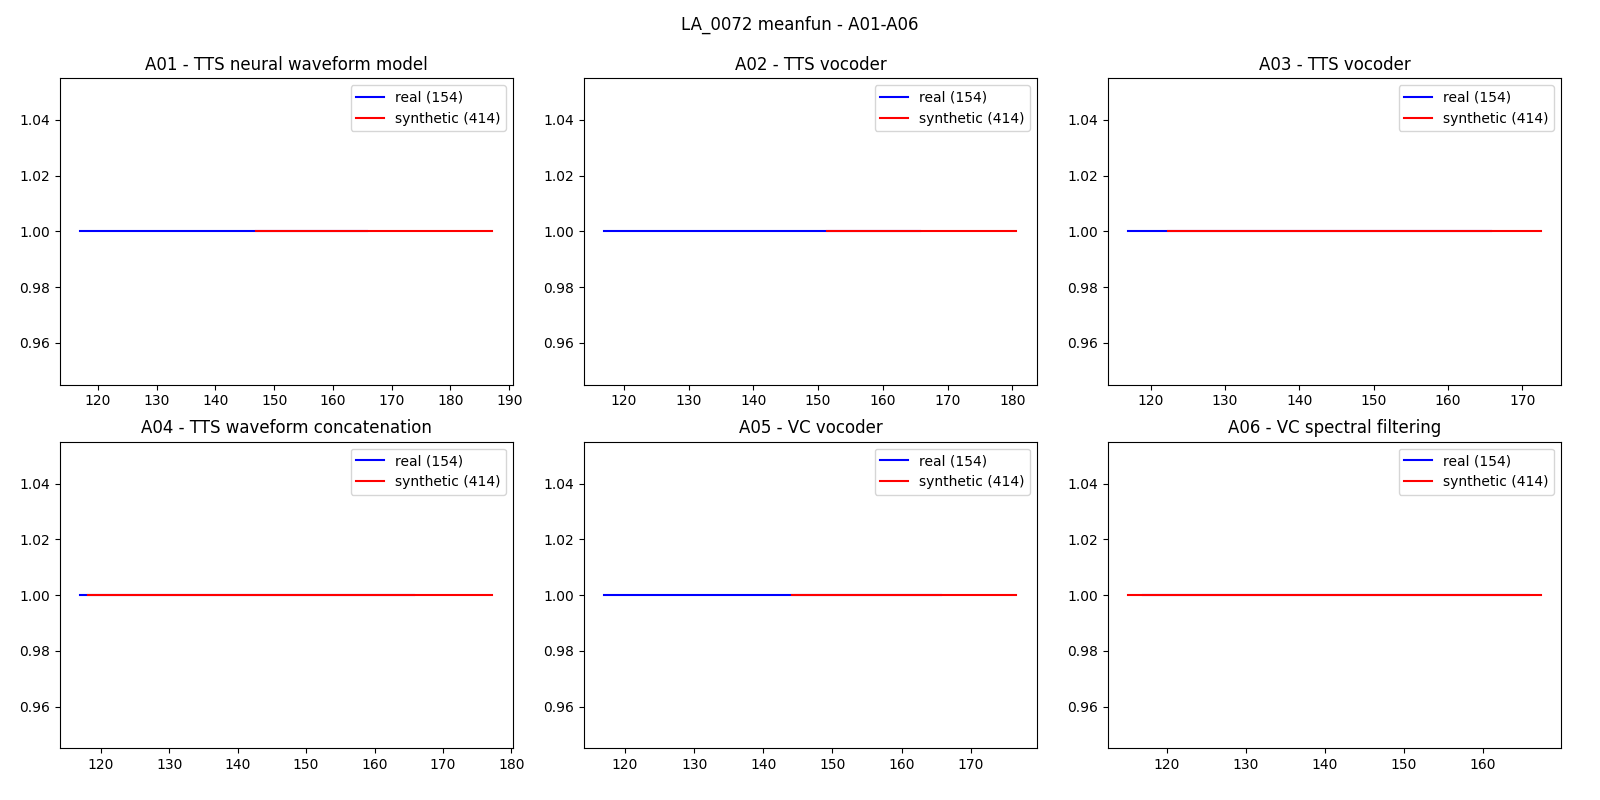 LA_0072 meanfun - A01-A06
A01 - TTS neural waveform model
real (154)
synthetic (414)
1.04
1.02
1.00
0.98
0.96
120 130 140 150 160 170 180 190
A02 - TTS vocoder
real (154)
synthetic (414)
1.04
1.02
1.00
0.98
0.96
120 130 140 150 160 170 180
A03 - TTS vocoder
real (154)
synthetic (414)
1.04
1.02
1.00
0.98
0.96
120 130 140 150 160 170
A04 - TTS waveform concatenation
real (154)
synthetic (414)
1.04
1.02
1.00
0.98
0.96
120 130 140 150 160 170 180
A05 - VC vocoder
real (154)
synthetic (414)
1.04
1.02
1.00
0.98
0.96
120 130 140 150 160 170
A06 - VC spectral filtering
real (154)
synthetic (414)
1.04
1.02
1.00
0.98
0.96
120 130 140 150 160